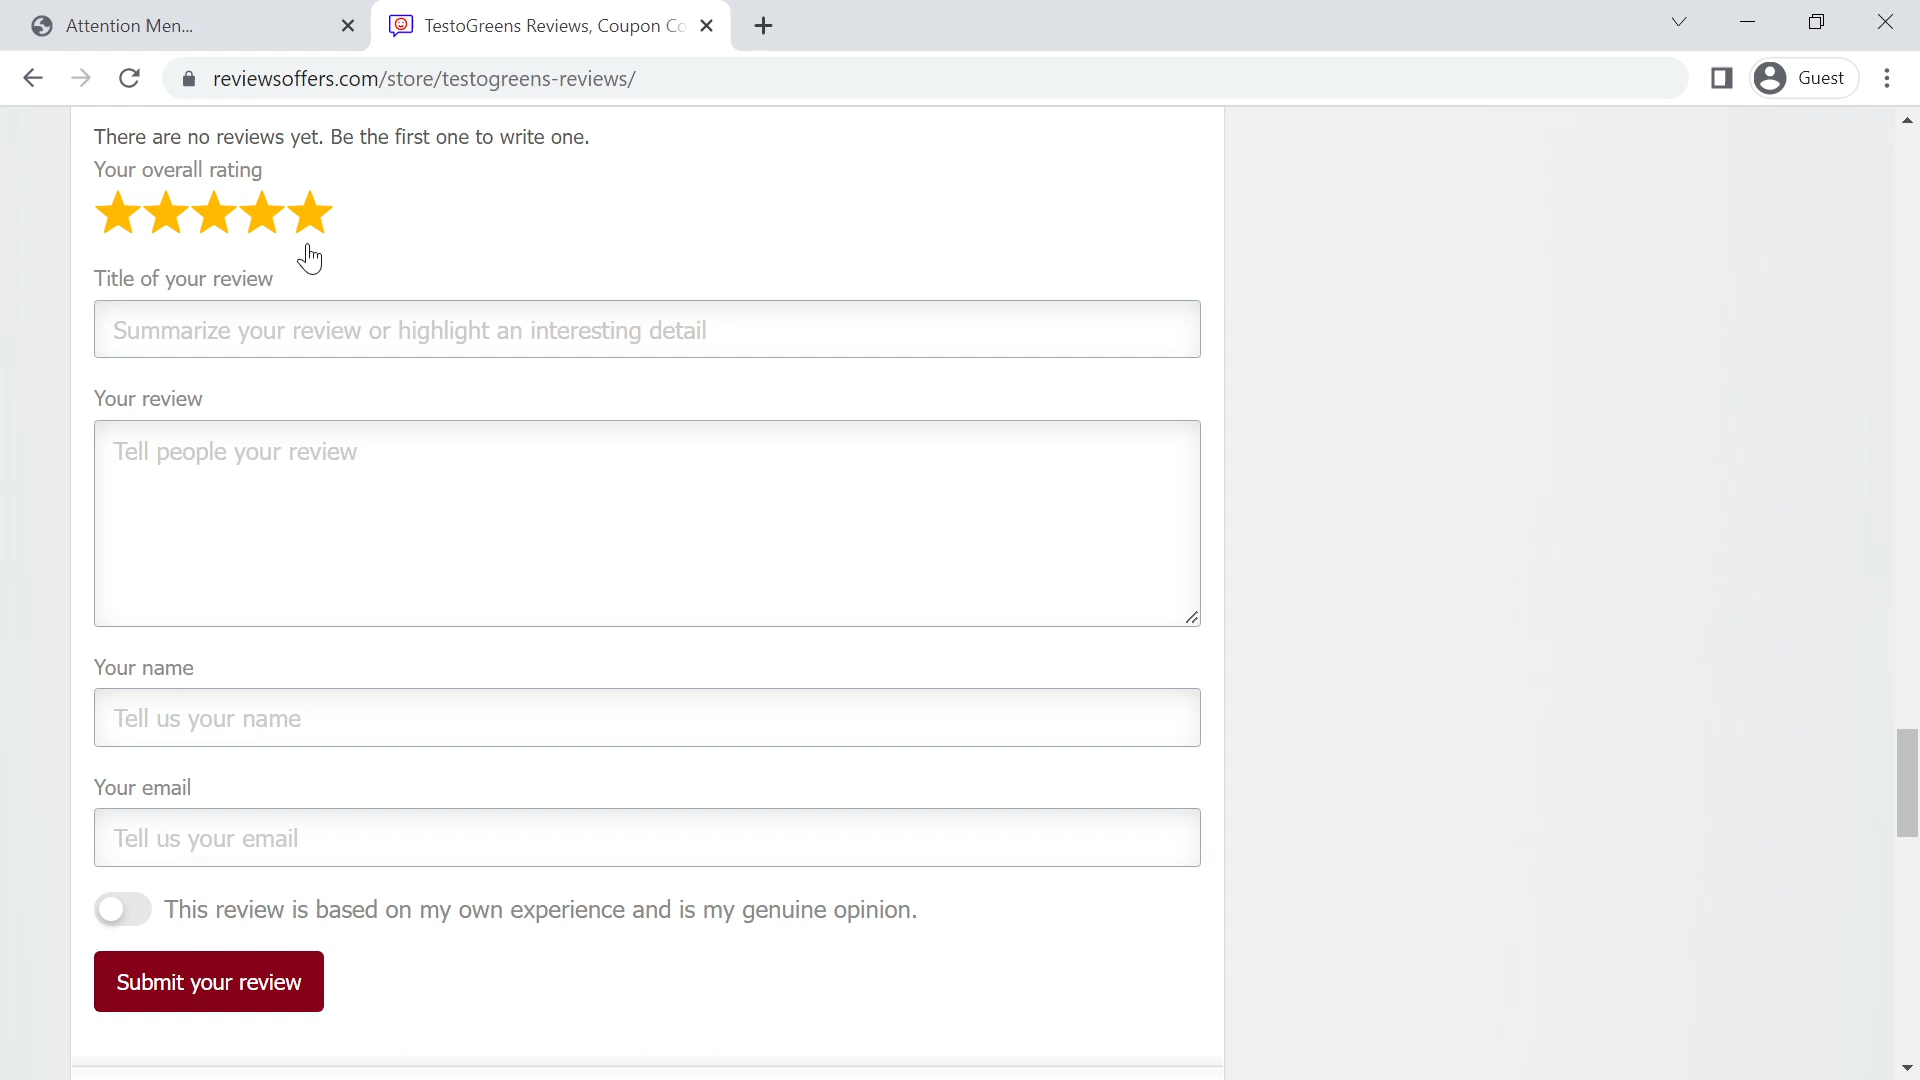 Attention Men...
TestoGreens Reviews, Coupon Co
reviewsoffers.com/store/testogreens-reviews/
Guest
There are no reviews yet. Be the first one to write one.
Your overall rating
Title of your review
Summarize your review or highlight an interesting detail
Your review
Tell people your review
Your name
Tell us your name
Your email
Tell us your email
This review is based on my own experience and is my genuine opinion.
Submit your review